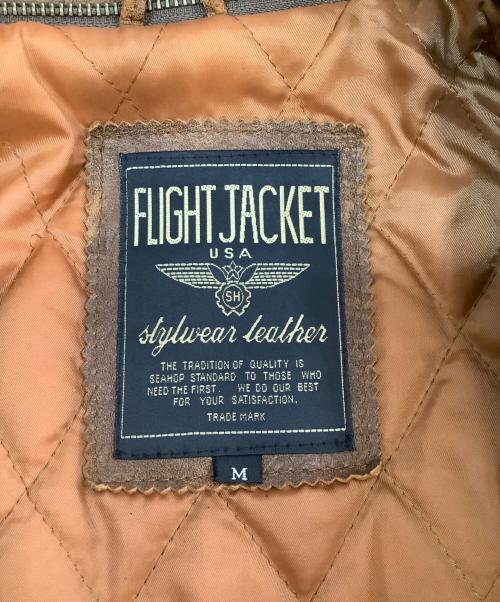 FLIGHT JACKET
USA
SH
stylwear leather
THE TRADITION OF QUALITY IS
SEAHOP STANDARD TO THOSE WHO
NEED THE FIRST. WE DO OUR BEST
FOR YOUR SATISFACTION,
TRADE MARK
M